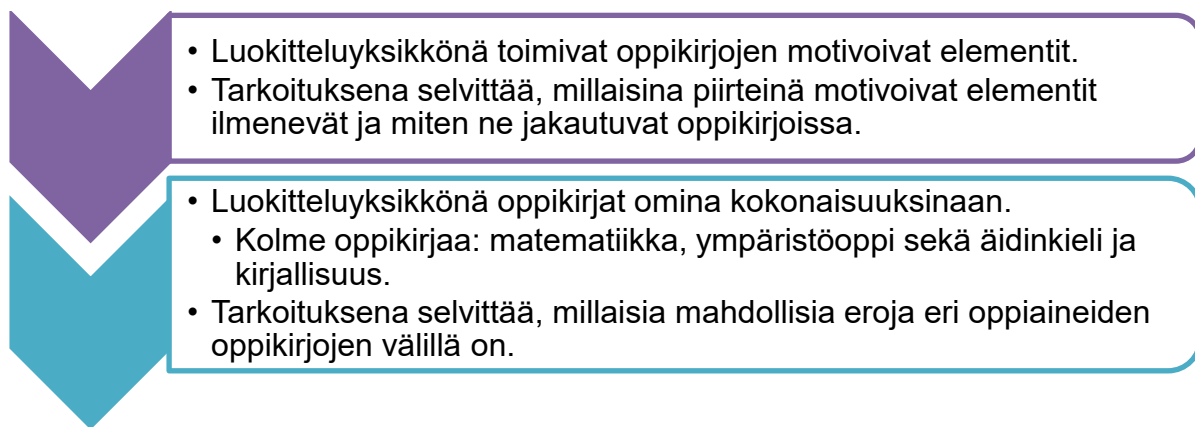 • Luokitteluyksikkönä toimivat oppikirjojen motivoivat elementit.
• Tarkoituksena selvittää, millaisina piirteinä motivoivat elementit
ilmenevät ja miten ne jakautuvat oppikirjoissa.
• Luokitteluyksikkönä oppikirjat omina kokonaisuuksinaan.
• Kolme oppikirjaa: matematiikka, ympäristöoppi sekä äidinkieli ja
kirjallisuus.
• Tarkoituksena selvittää, millaisia mahdollisia eroja eri oppiaineiden
oppikirjojen välillä on.